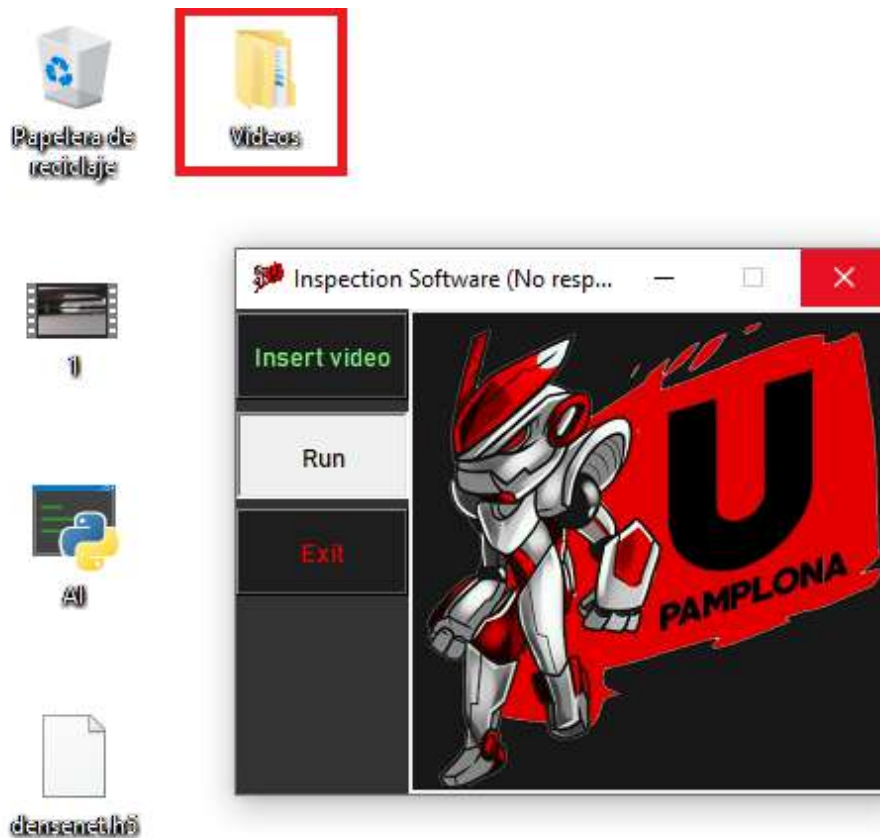 Papelera de
reciclaje
Videos
1
AI
densenet.h5
Inspection Software (No resp...
Insert video
Run
Exit
U
PAMPLONA